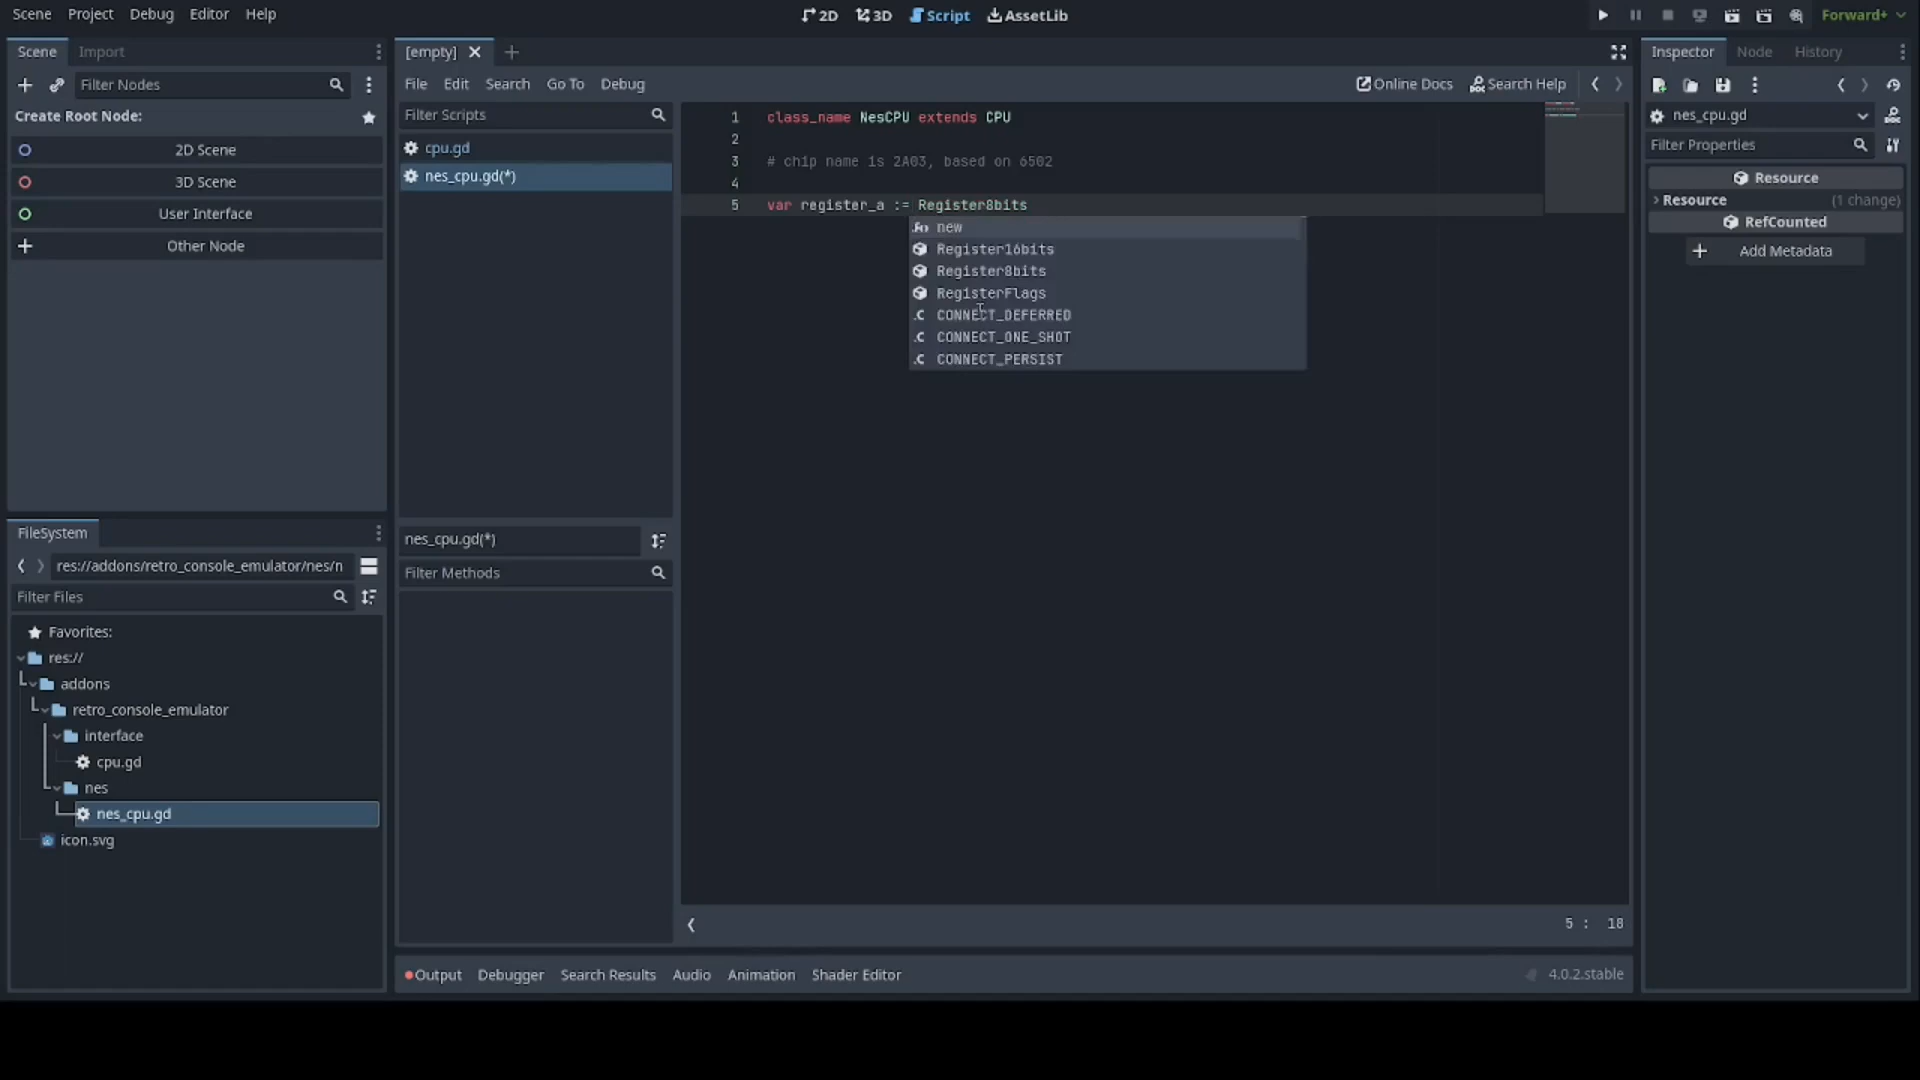 Scene Project Debug Editor Help
2D 3D Script AssetLib
Forward+
Scene Import
Filter Nodes
Create Root Node:
2D Scene
3D Scene
User Interface
Other Node
FileSystem
res://addons/retro_console_emulator/nes/n
Filter Files
Favorites:
res://
addons
retro_console_emulator
interface
cpu.gd
nes
nes_cpu.gd
icon.svg
[empty]
File Edit Search Go To Debug
Online Docs Search Help
Filter Scripts
cpu.gd
nes_cpu.gd(*)
nes_cpu.gd(*)
Filter Methods
1 class_name NesCPU extends CPU
2
3 # chip name is 2A03, based on 6502
4
5 var register_a := Register8bits
new
Register16bits
Register8bits
RegisterFlags
.C CONNECT_DEFERRED
.C CONNECT_ONE_SHOT
.C CONNECT_PERSIST
5 : 18
Output Debugger Search Results Audio Animation Shader Editor
4.0.2.stable
Inspector Node History
nes_cpu.gd
Filter Properties
Resource
Resource (1 change)
RefCounted
Add Metadata